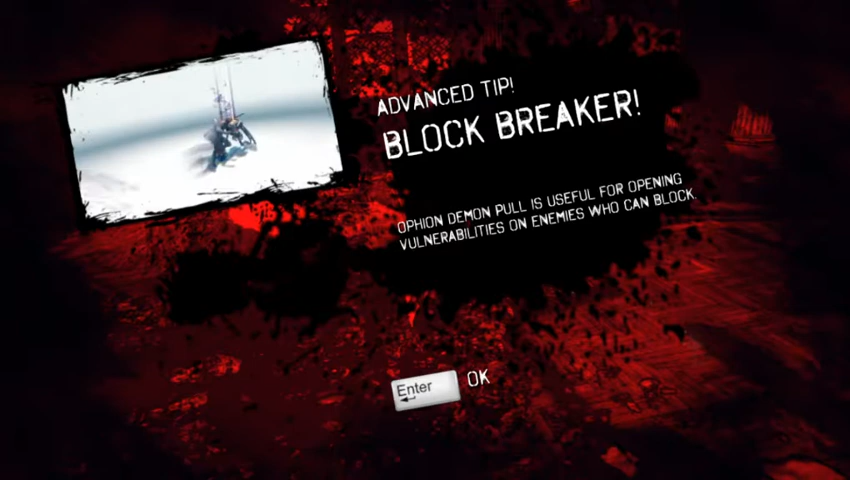 ADVANCED TIP!
BLOCK BREAKER!
OPHION DEMON PULL IS USEFUL FOR OPENING
VULNERABILITIES ON ENEMIES WHO CAN BLOCK.
Enter OK